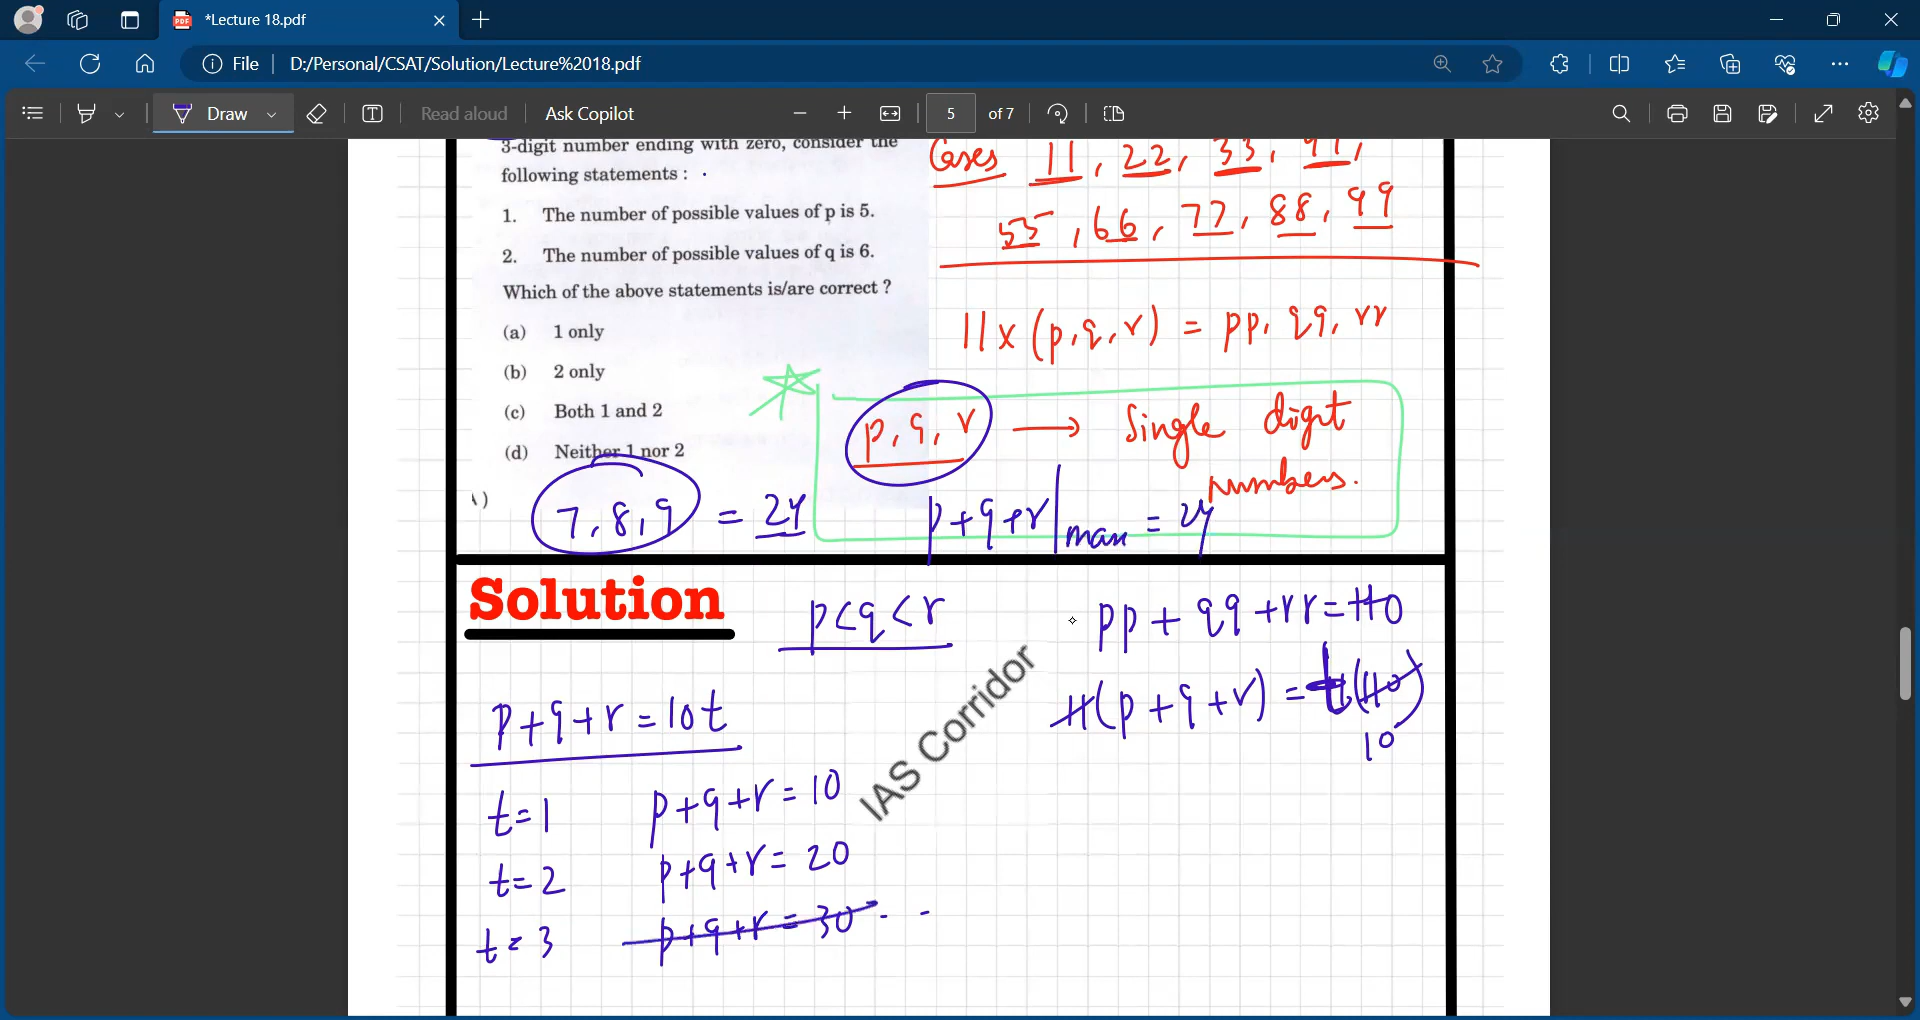 *Lecture 18.pdf
File D:/Personal/CSAT/Solution/Lecture%2018.pdf
Draw Read aloud Ask Copilot 5 of 7
3-digit number ending with zero, consider the
following statements :
1. The number of possible values of p is 5.
2. The number of possible values of q is 6.
Which of the above statements is/are correct ?
(a) 1 only
(b) 2 only
(c) Both 1 and 2
(d) Neither 1 nor 2
7, 8, 9 = 24
Cases 11, 22, 33, 44,
55, 66, 77, 88, 99
11 x (p, q, r) = pp, qq, rr
p, q, r → Single digit
numbers.
p+q+r|max = 24
Solution
p<q<r
pp + qq + rr = 110
11(p + q + r) = t(110)
10
p+q+r = 10t
t=1 p+q+r = 10
t=2 p+q+r = 20
t=3 p+q+r = 30 - -
IAS Corridor